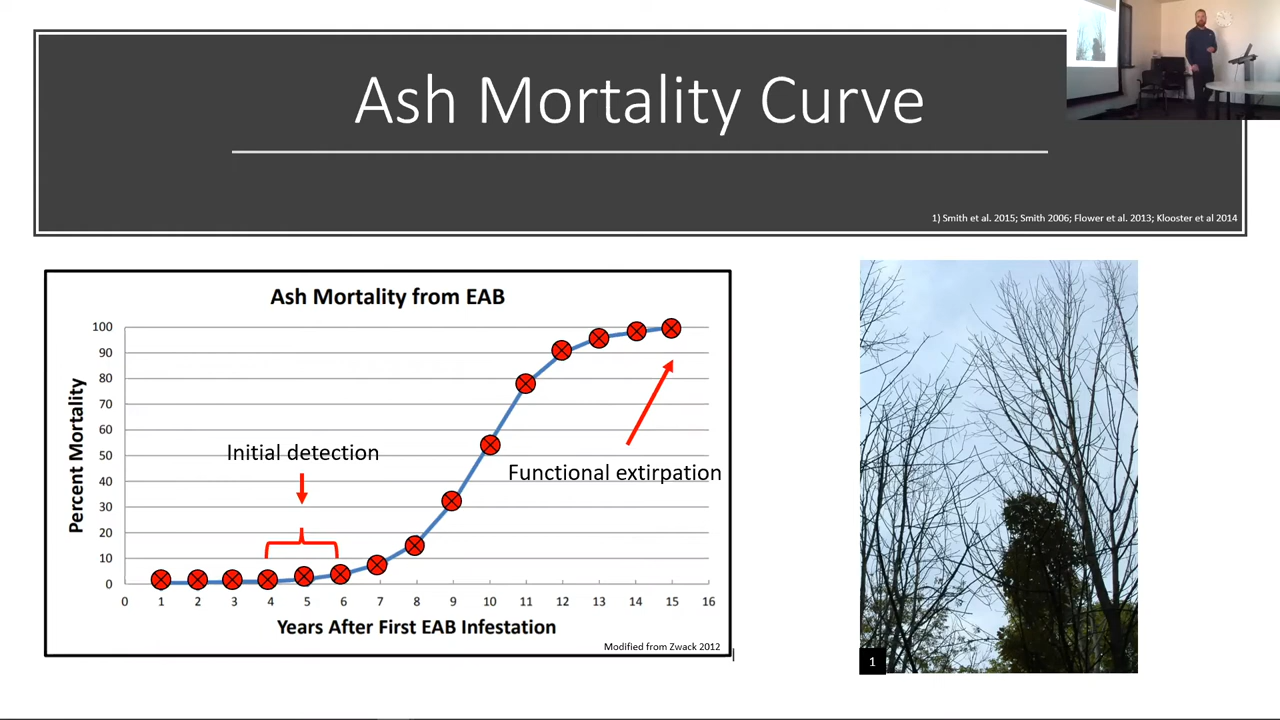 Ash Mortality Curve
1) Smith et al. 2015; Smith 2006; Flower et al. 2013; Klooster et al 2014
Ash Mortality from EAB
Percent Mortality
100
90
80
70
60
50
40
30
20
10
0
Initial detection
Functional extirpation
0 1 2 3 4 5 6 7 8 9 10 11 12 13 14 15 16
Years After First EAB Infestation
Modified from Zwack 2012
1